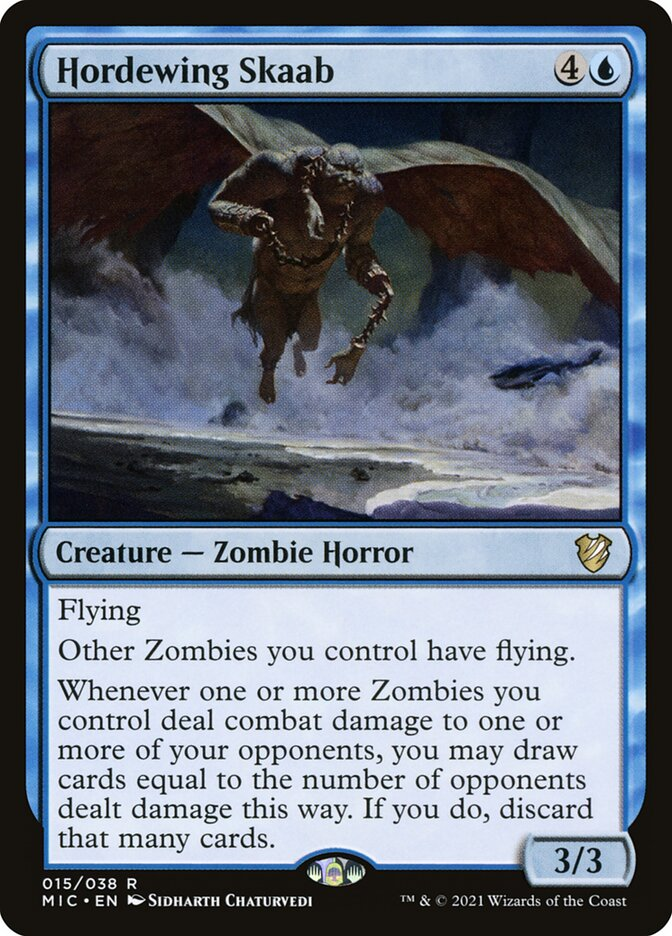 Hordewing Skaab 4
Creature — Zombie Horror
Flying
Other Zombies you control have flying.
Whenever one or more Zombies you
control deal combat damage to one or
more of your opponents, you may draw
cards equal to the number of opponents
dealt damage this way. If you do, discard
that many cards.
3/3
015/038 R
MIC • EN Sidharth Chaturvedi ™ & © 2021 Wizards of the Coast